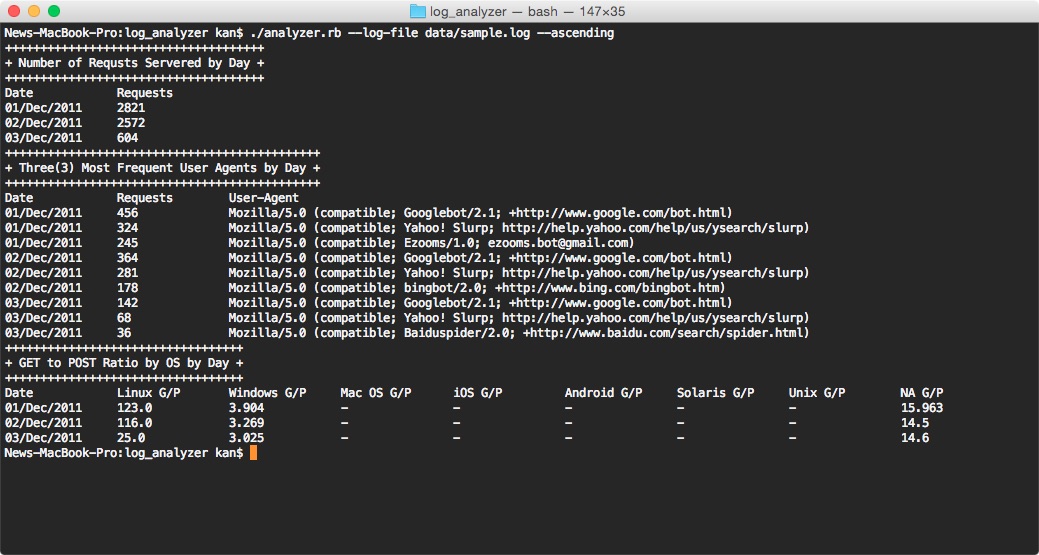 log_analyzer — bash — 147×35
News-MacBook-Pro:log_analyzer kan$ ./analyzer.rb --log-file data/sample.log --ascending
+++++++++++++++++++++++++++++++++++++
+ Number of Requsts Servered by Day +
+++++++++++++++++++++++++++++++++++++
Date            Requests
01/Dec/2011     2821
02/Dec/2011     2572
03/Dec/2011     604
+++++++++++++++++++++++++++++++++++++++++++++
+ Three(3) Most Frequent User Agents by Day +
+++++++++++++++++++++++++++++++++++++++++++++
Date            Requests        User-Agent
01/Dec/2011     456             Mozilla/5.0 (compatible; Googlebot/2.1; +http://www.google.com/bot.html)
01/Dec/2011     324             Mozilla/5.0 (compatible; Yahoo! Slurp; http://help.yahoo.com/help/us/ysearch/slurp)
01/Dec/2011     245             Mozilla/5.0 (compatible; Ezooms/1.0; ezooms.bot@gmail.com)
02/Dec/2011     364             Mozilla/5.0 (compatible; Googlebot/2.1; +http://www.google.com/bot.html)
02/Dec/2011     281             Mozilla/5.0 (compatible; Yahoo! Slurp; http://help.yahoo.com/help/us/ysearch/slurp)
02/Dec/2011     178             Mozilla/5.0 (compatible; bingbot/2.0; +http://www.bing.com/bingbot.htm)
03/Dec/2011     142             Mozilla/5.0 (compatible; Googlebot/2.1; +http://www.google.com/bot.html)
03/Dec/2011     68              Mozilla/5.0 (compatible; Yahoo! Slurp; http://help.yahoo.com/help/us/ysearch/slurp)
03/Dec/2011     36              Mozilla/5.0 (compatible; Baiduspider/2.0; +http://www.baidu.com/search/spider.html)
++++++++++++++++++++++++++++++++++
+ GET to POST Ratio by OS by Day +
++++++++++++++++++++++++++++++++++
Date            Linux G/P       Windows G/P     Mac OS G/P      iOS G/P         Android G/P     Solaris G/P     Unix G/P        NA G/P
01/Dec/2011     123.0           3.904           -               -               -               -               -               15.963
02/Dec/2011     116.0           3.269           -               -               -               -               -               14.5
03/Dec/2011     25.0            3.025           -               -               -               -               -               14.6
News-MacBook-Pro:log_analyzer kan$